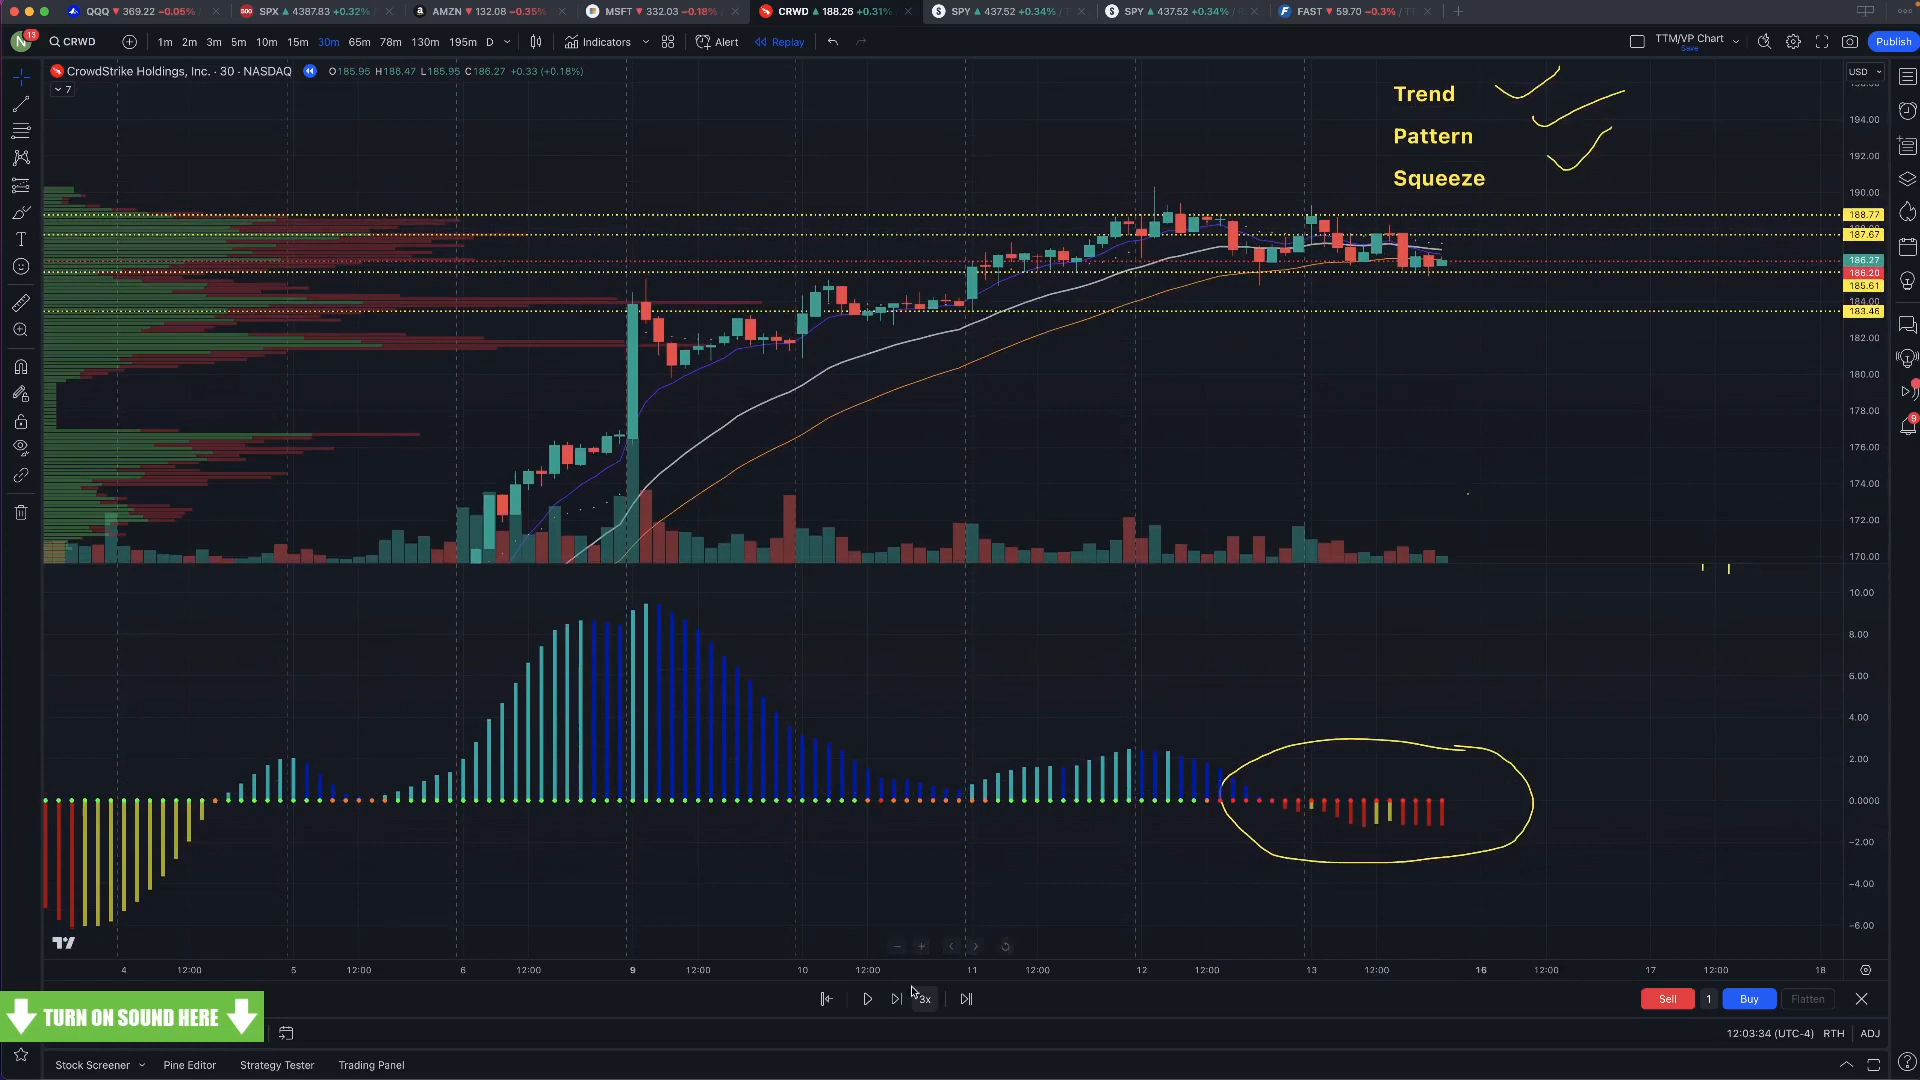 QQQ ▼ 369.22 −0.05%
SPX ▲ 4387.83 +0.32%
AMZN ▼ 132.08 −0.35%
MSFT ▼ 332.03 −0.18%
CRWD ▲ 188.26 +0.31%
SPY ▲ 437.52 +0.34% /
SPY ▲ 437.52 +0.34% /
FAST ▼ 59.70 −0.3% /
N 13 CRWD 1m 2m 3m 5m 10m 15m 30m 65m 78m 130m 195m D Indicators Alert Replay TTM/VP Chart Save Publish
CrowdStrike Holdings, Inc. · 30 · NASDAQ O185.95 H186.47 L185.95 C186.27 +0.33 (+0.18%)
USD
7
Trend
Pattern
Squeeze
194.00
192.00
190.00
188.77
187.67
186.27
186.20
185.61
184.00
183.46
182.00
180.00
178.00
176.00
174.00
172.00
170.00
9
10.00
8.00
6.00
4.00
2.00
0.0000
−2.00
−4.00
−6.00
4 12:00 5 12:00 6 12:00 9 12:00 10 12:00 11 12:00 12 12:00 13 12:00 16 12:00 17 12:00 18
3x
Sell 1 Buy Flatten
TURN ON SOUND HERE
12:03:34 (UTC-4) RTH ADJ
Stock Screener Pine Editor Strategy Tester Trading Panel